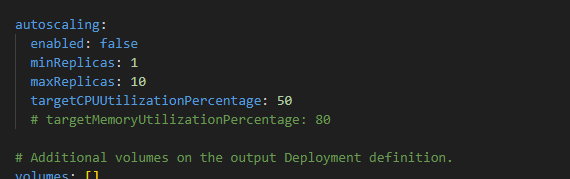 autoscaling:
  enabled: false
  minReplicas: 1
  maxReplicas: 10
  targetCPUUtilizationPercentage: 50
  # targetMemoryUtilizationPercentage: 80
# Additional volumes on the output Deployment definition.
volumes: []